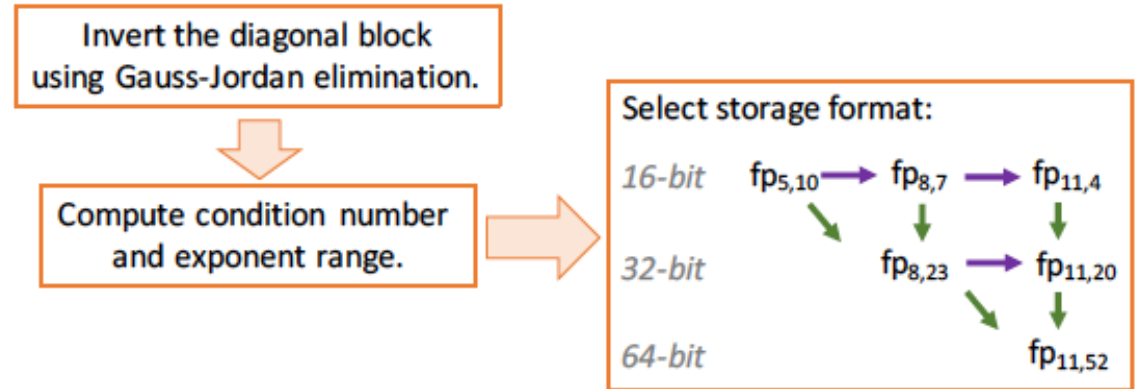 Invert the diagonal block
using Gauss-Jordan elimination.
Compute condition number
and exponent range.
Select storage format:
16-bit fp5,10 fp8,7 fp11,4
32-bit fp8,23 fp11,20
64-bit fp11,52